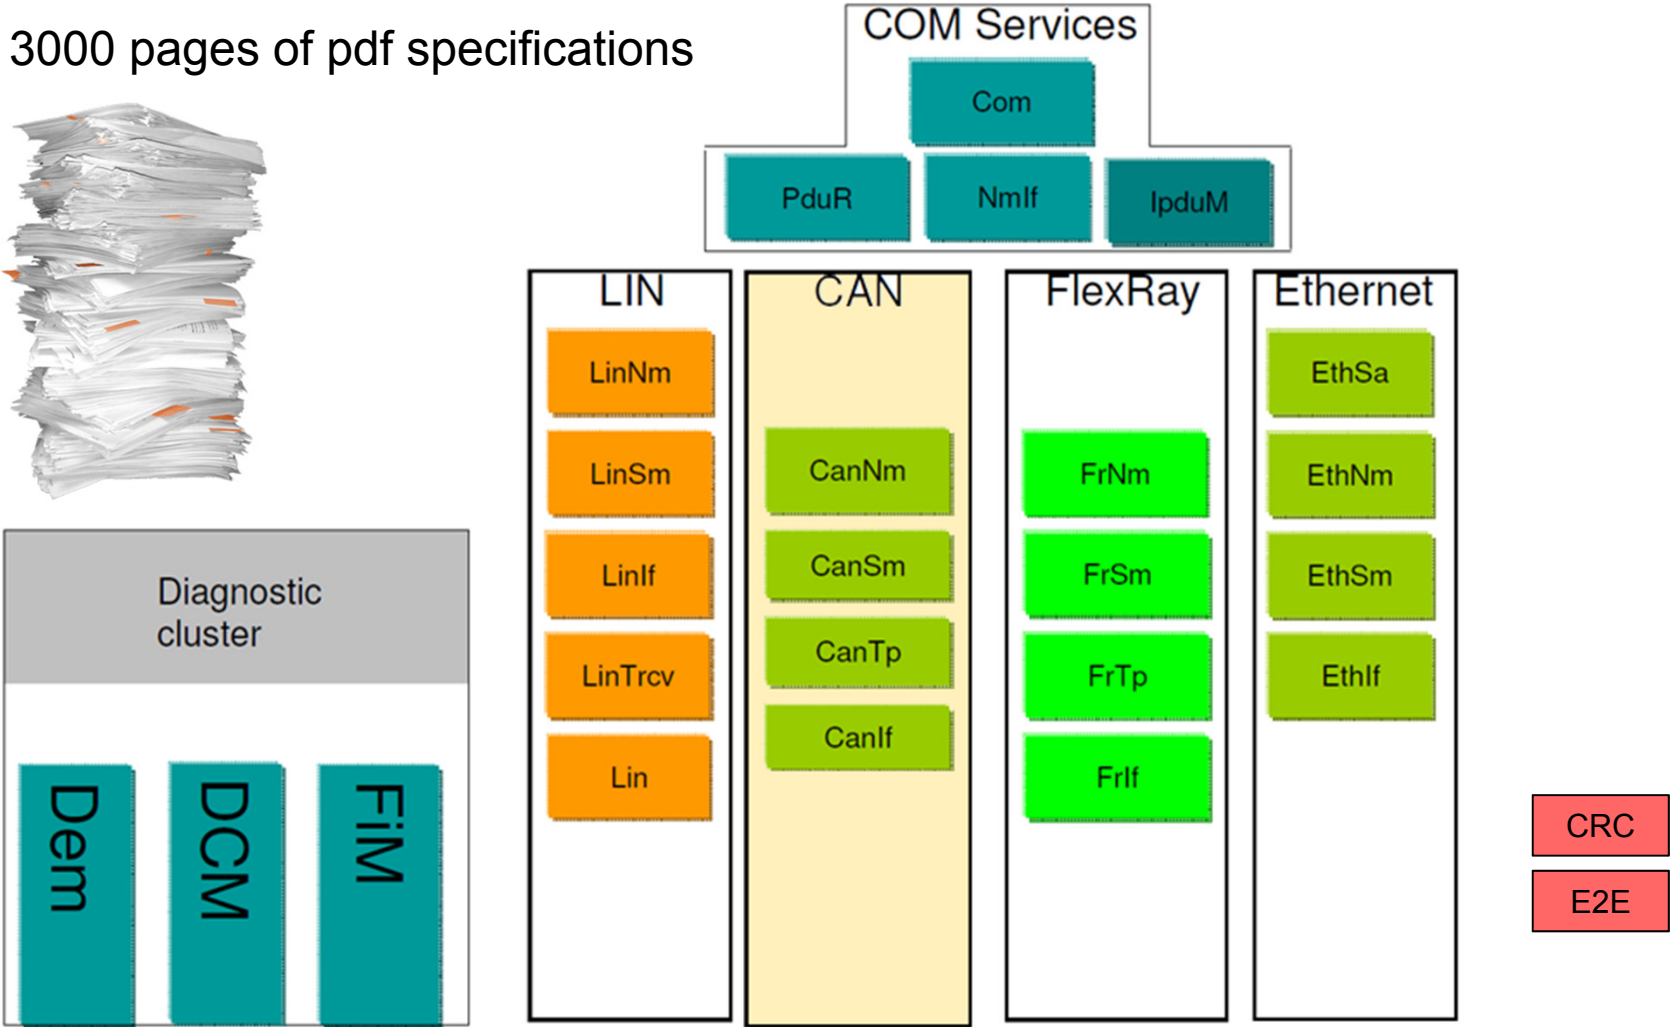 3000 pages of pdf specifications
COM Services
Com
PduR
NmIf
IpduM
LIN
LinNm
LinSm
LinIf
LinTrcv
Lin
CAN
CanNm
CanSm
CanTp
CanIf
FlexRay
FrNm
FrSm
FrTp
FrIf
Ethernet
EthSa
EthNm
EthSm
EthIf
Diagnostic
cluster
Dem
DCM
FiM
CRC
E2E